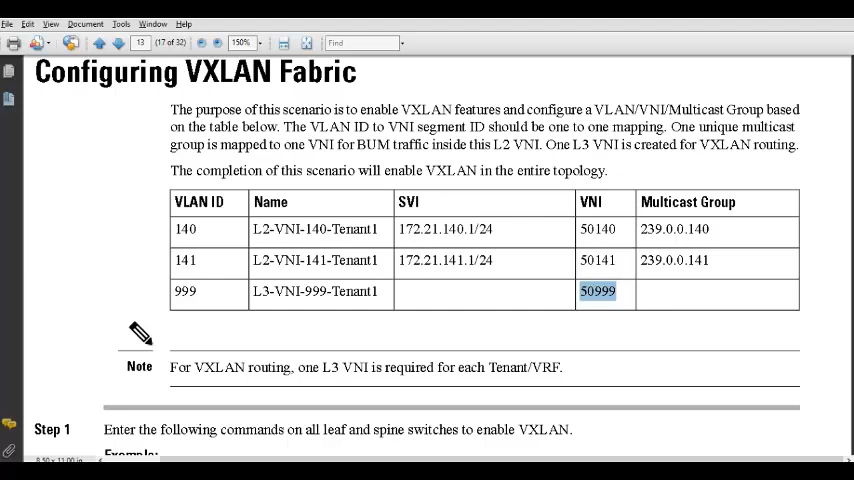 File Edit View Document Tools Window Help
13 (17 of 32) 150% Find
Configuring VXLAN Fabric
The purpose of this scenario is to enable VXLAN features and configure a VLAN/VNI/Multicast Group based
on the table below. The VLAN ID to VNI segment ID should be one to one mapping. One unique multicast
group is mapped to one VNI for BUM traffic inside this L2 VNI. One L3 VNI is created for VXLAN routing.
The completion of this scenario will enable VXLAN in the entire topology.
VLAN ID Name SVI VNI Multicast Group
140 L2-VNI-140-Tenant1 172.21.140.1/24 50140 239.0.0.140
141 L2-VNI-141-Tenant1 172.21.141.1/24 50141 239.0.0.141
999 L3-VNI-999-Tenant1 50999
Note For VXLAN routing, one L3 VNI is required for each Tenant/VRF.
Step 1 Enter the following commands on all leaf and spine switches to enable VXLAN.
Example:
8.50 x 11.00 in